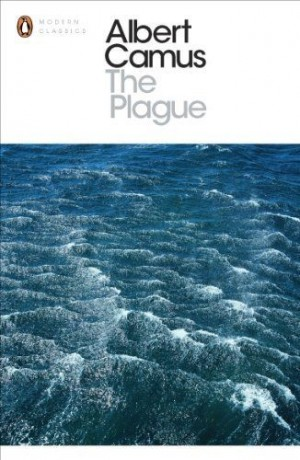 MODERN
CLASSICS
Albert
Camus
The
Plague